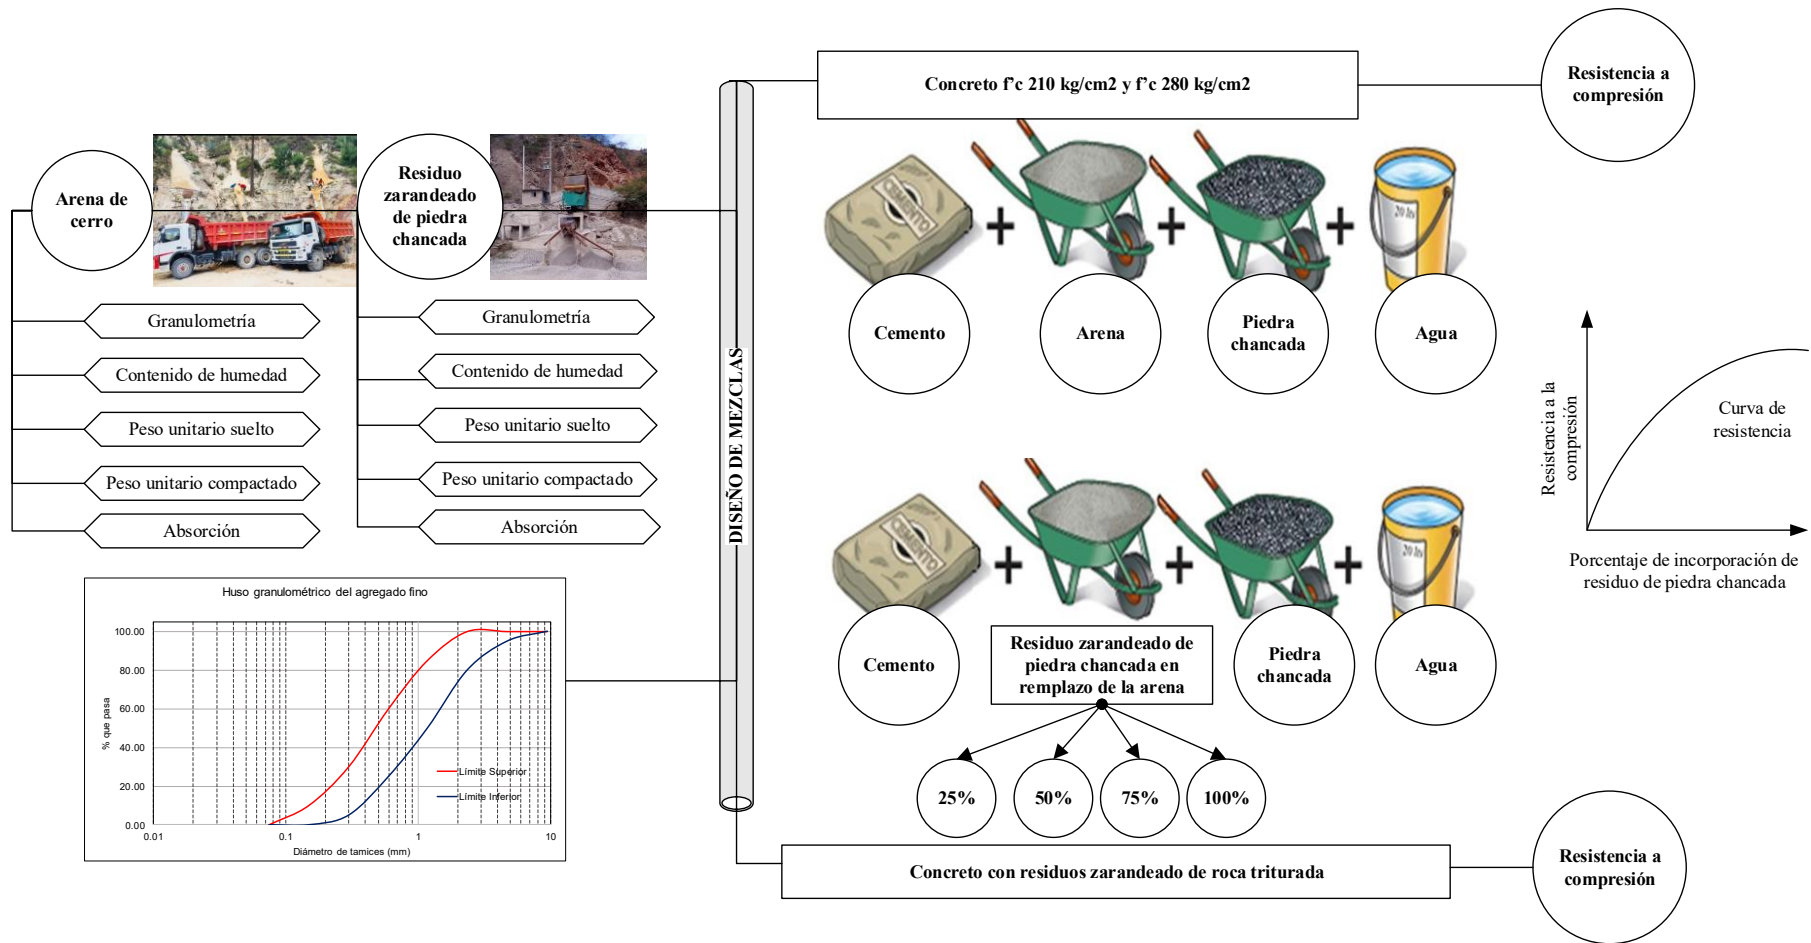 Concreto f'c 210 kg/cm2 y f'c 280 kg/cm2
Resistencia a
compresión
Arena de
cerro
Residuo
zarandeado
de piedra
chancada
Granulometría
Contenido de humedad
Peso unitario suelto
Peso unitario compactado
Absorción
Granulometría
Contenido de humedad
Peso unitario suelto
Peso unitario compactado
Absorción
DISEÑO DE MEZCLAS
CEMENTO
+
+
+
20 lts
Cemento
Arena
Piedra
chancada
Agua
Resistencia a la
compresión
Curva de
resistencia
Porcentaje de incorporación de
residuo de piedra chancada
CEMENTO
+
+
+
20 lts
Cemento
Residuo zarandeado de
piedra chancada en
remplazo de la arena
Piedra
chancada
Agua
25%
50%
75%
100%
Huso granulométrico del agregado fino
% que pasa
100.00
80.00
60.00
40.00
20.00
0.00
0.01
0.1
1
10
Límite Superior
Límite Inferior
Diámetro de tamices (mm)
Concreto con residuos zarandeado de roca triturada
Resistencia a
compresión